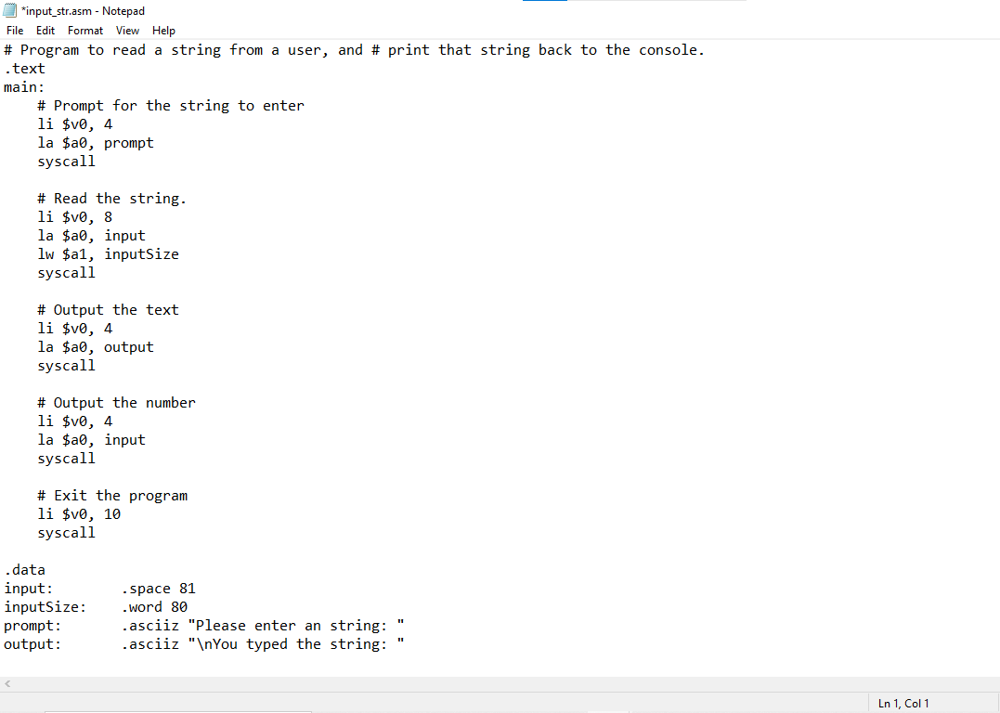 *input_str.asm - Notepad
File Edit Format View Help
# Program to read a string from a user, and # print that string back to the console.
.text
main:
    # Prompt for the string to enter
    li $v0, 4
    la $a0, prompt
    syscall

    # Read the string.
    li $v0, 8
    la $a0, input
    lw $a1, inputSize
    syscall

    # Output the text
    li $v0, 4
    la $a0, output
    syscall

    # Output the number
    li $v0, 4
    la $a0, input
    syscall

    # Exit the program
    li $v0, 10
    syscall

.data
input:        .space 81
inputSize:    .word 80
prompt:       .asciiz "Please enter an string: "
output:       .asciiz "\nYou typed the string: "
Ln 1, Col 1